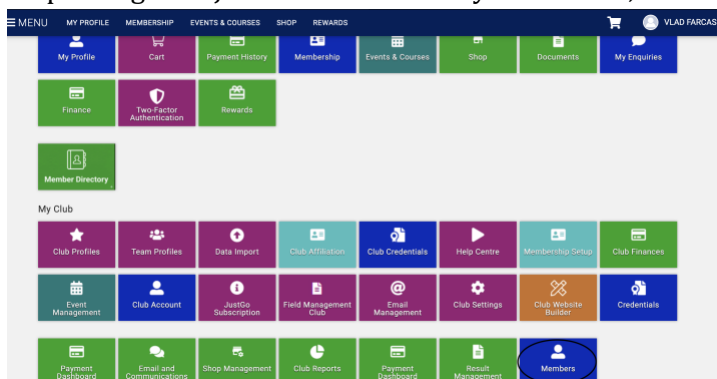 MENU MY PROFILE MEMBERSHIP EVENTS & COURSES SHOP REWARDS VLAD FARCAS
My Profile Cart Payment History Membership Events & Courses Shop Documents My Enquiries
Finance Two-Factor Authentication Rewards
Member Directory
My Club
Club Profiles Team Profiles Data Import Club Affiliation Club Credentials Help Centre Membership Setup Club Finances
Event Management Club Account JustGo Subscription Field Management Club Email Management Club Settings Club Website Builder Credentials
Payment Dashboard Email and Communications Shop Management Club Reports Payment Dashboard Result Management Members